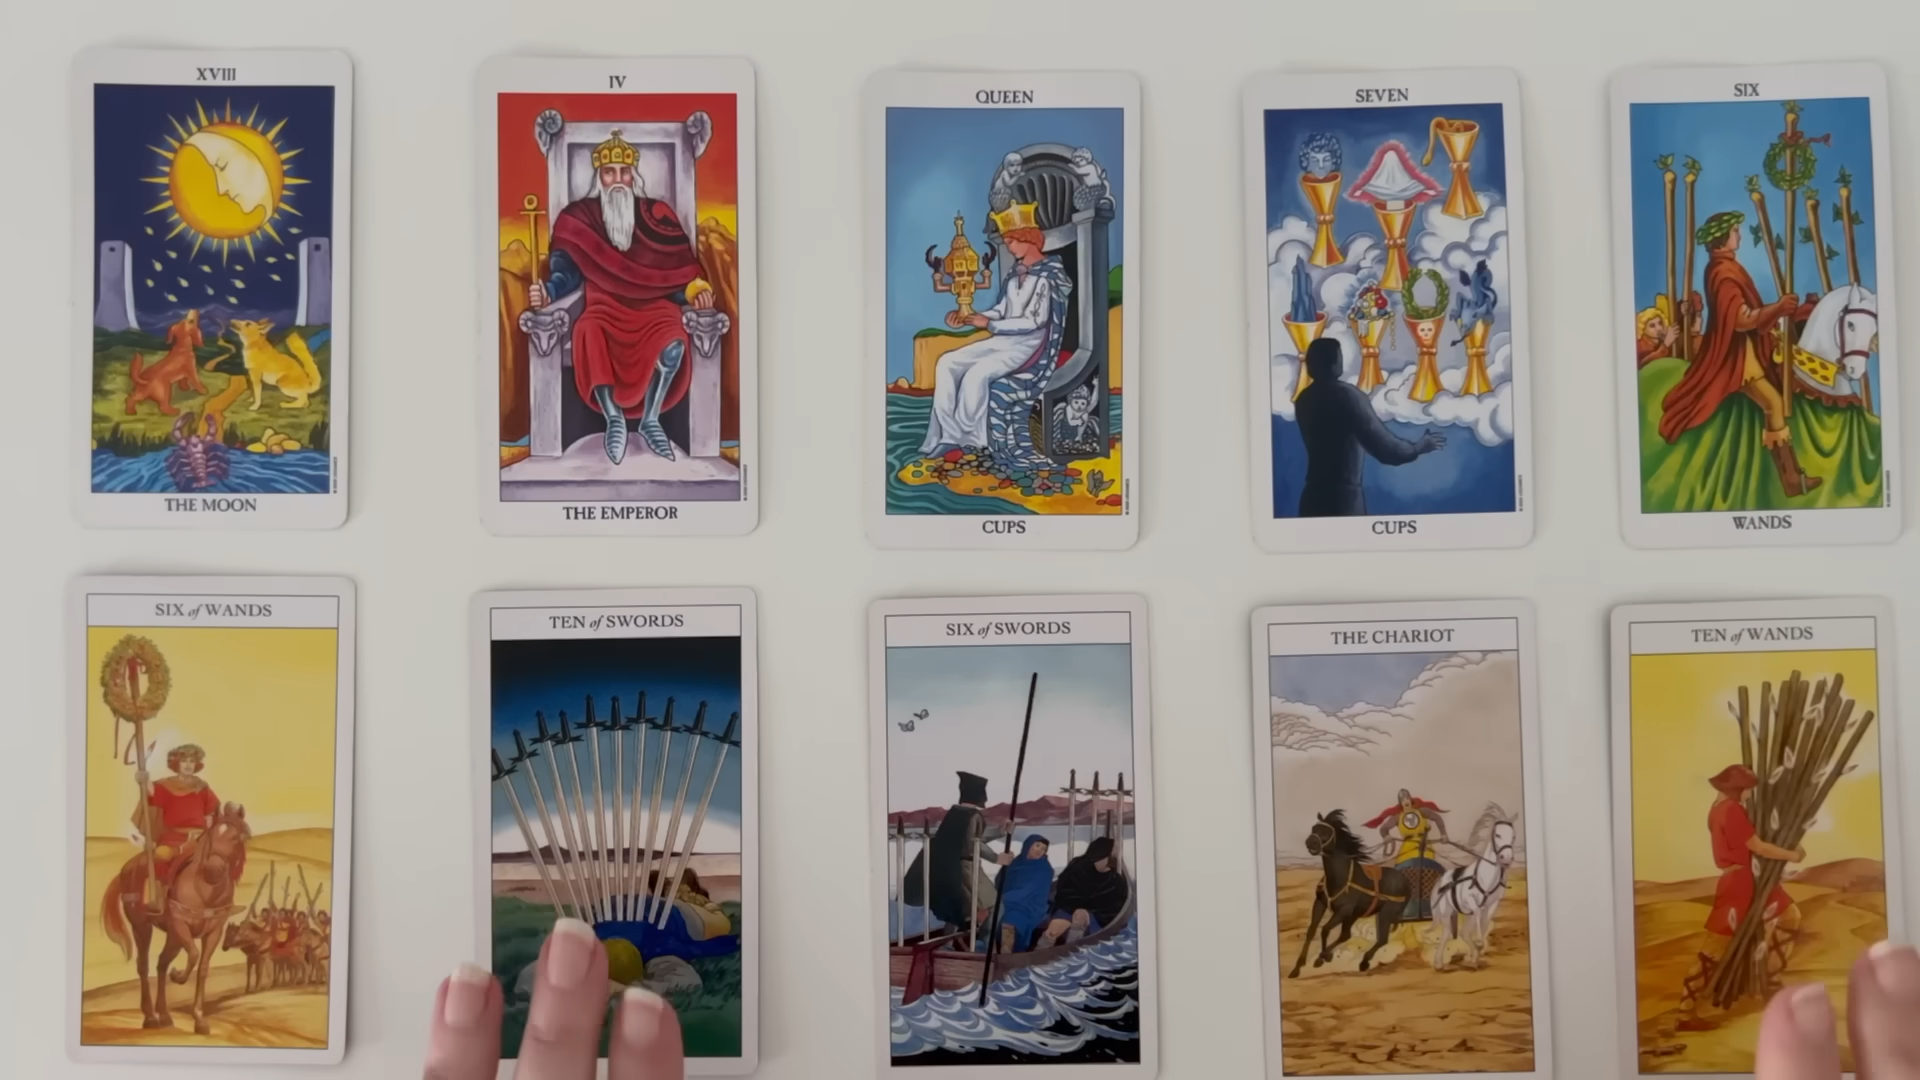 XVIII
THE MOON
IV
THE EMPEROR
QUEEN
CUPS
SEVEN
CUPS
SIX
WANDS
SIX of WANDS
TEN of SWORDS
SIX of SWORDS
THE CHARIOT
TEN of WANDS